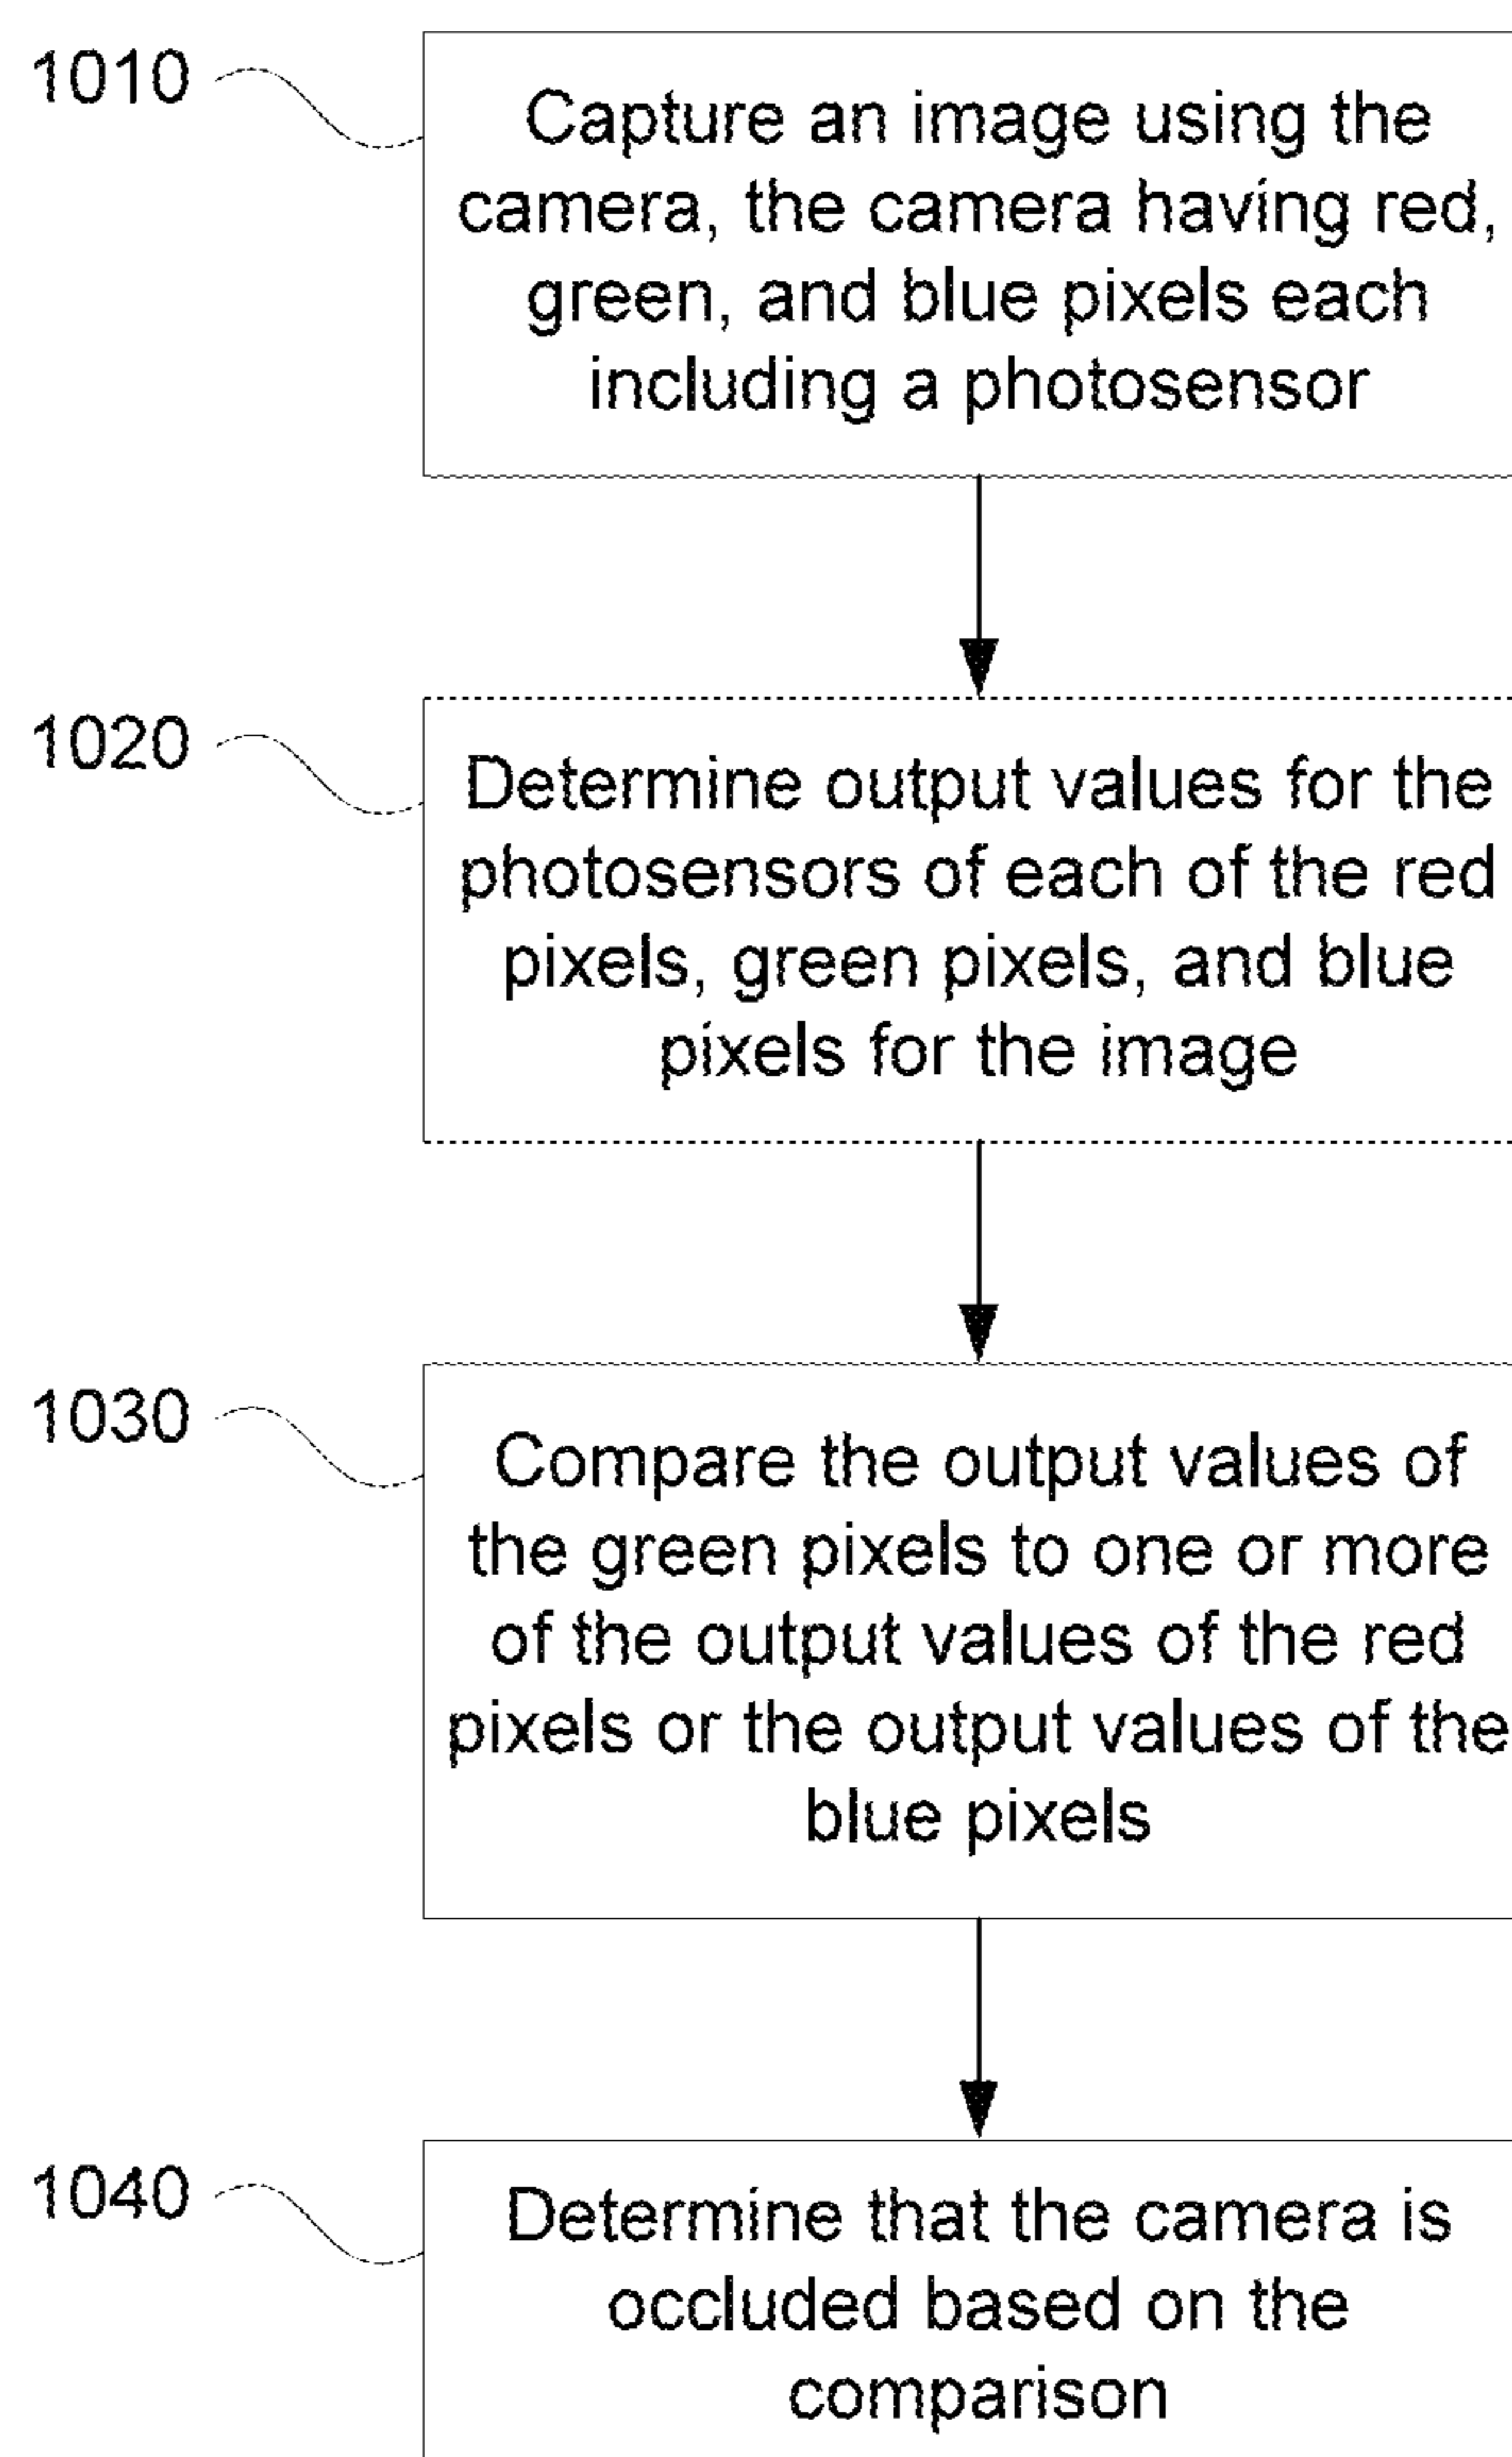 1010
Capture an image using the
camera, the camera having red,
green, and blue pixels each
including a photosensor
1020
Determine output values for the
photosensors of each of the red
pixels, green pixels, and blue
pixels for the image
1030
Compare the output values of
the green pixels to one or more
of the output values of the red
pixels or the output values of the
blue pixels
1040
Determine that the camera is
occluded based on the
comparison